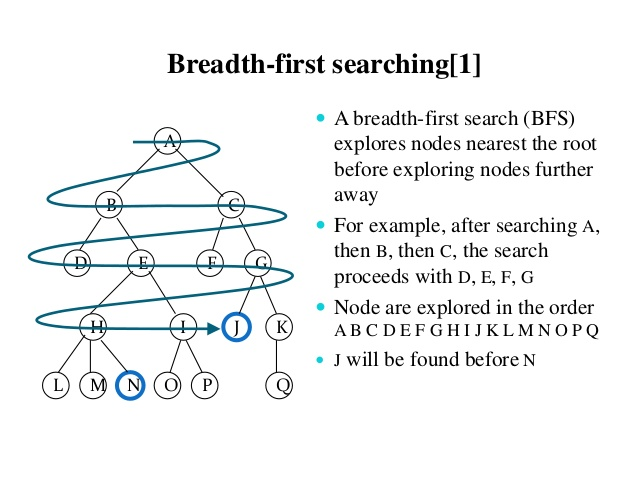 Breadth-first searching[1]
A
B C
D E F G
H I J K
L M N O P Q
A breadth-first search (BFS)
explores nodes nearest the root
before exploring nodes further
away
For example, after searching A,
then B, then C, the search
proceeds with D, E, F, G
Node are explored in the order
A B C D E F G H I J K L M N O P Q
J will be found before N